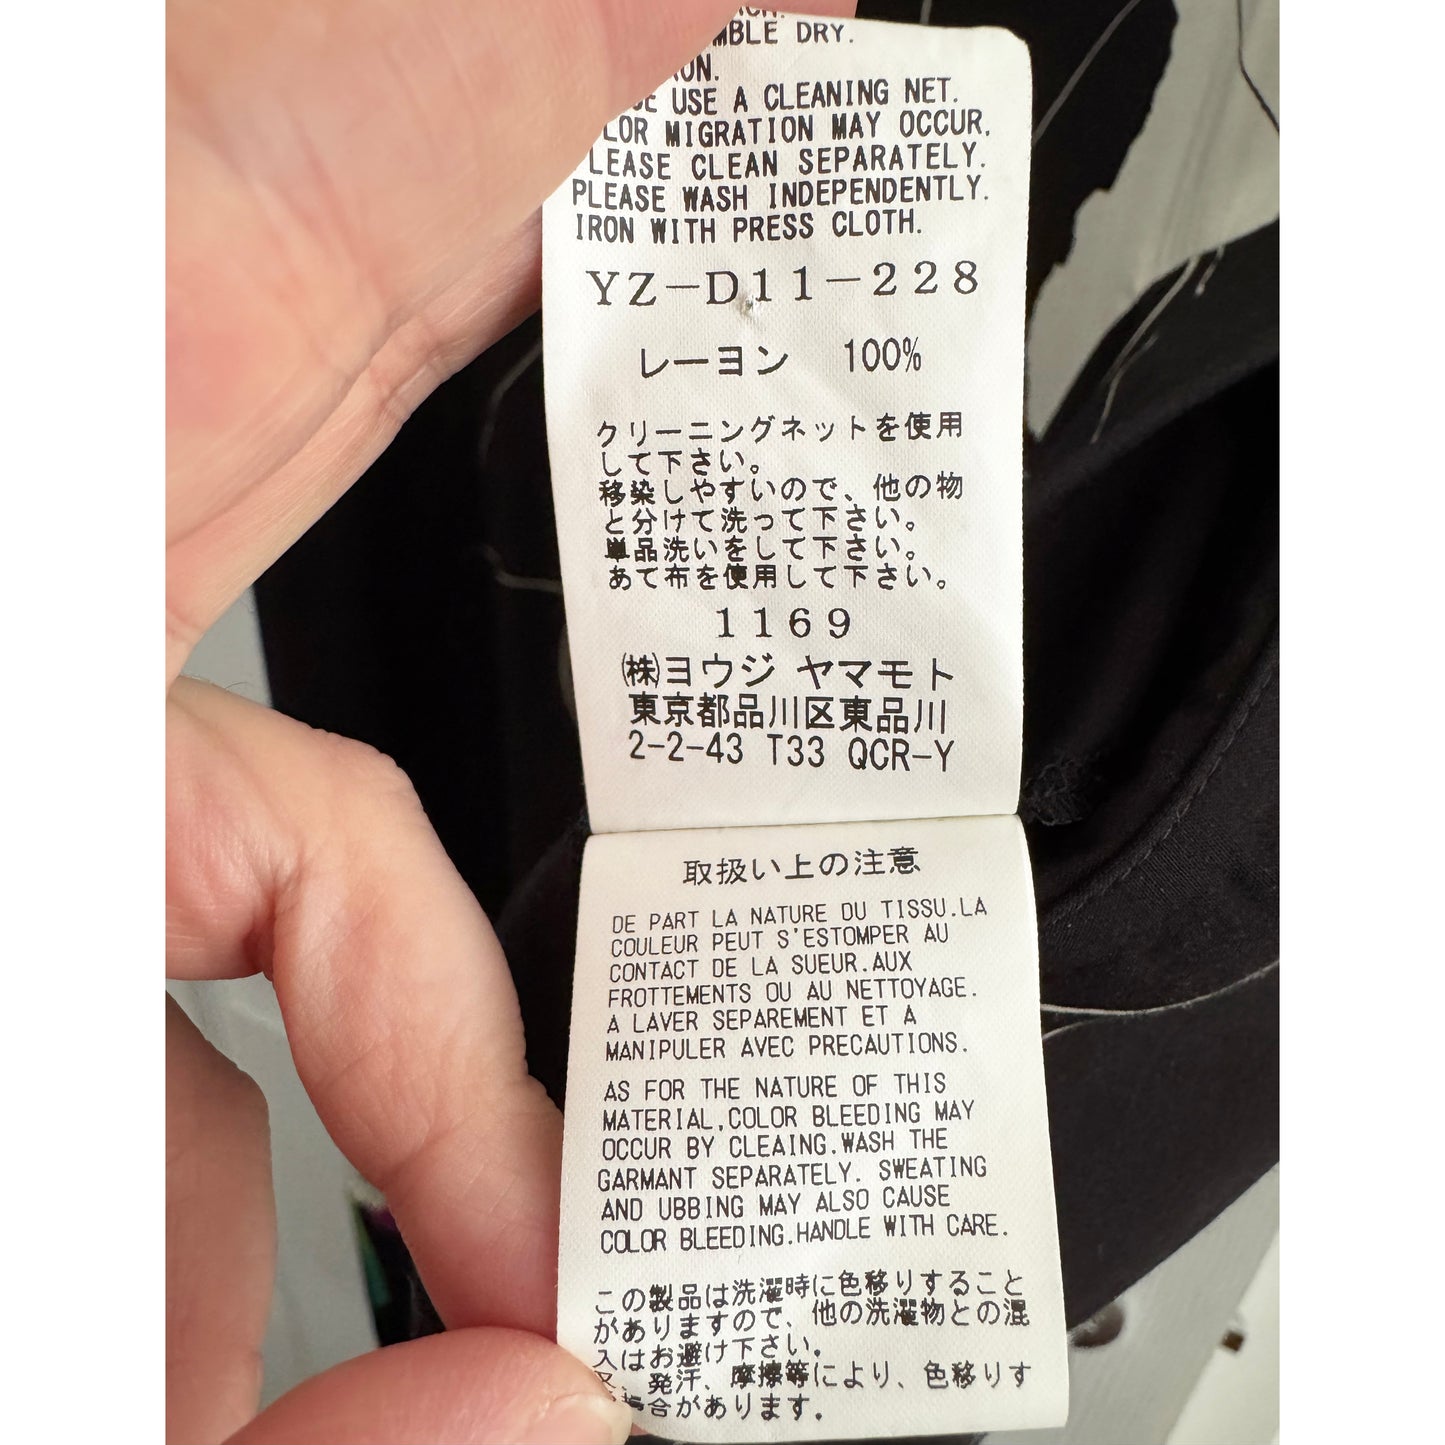 DRY.
USE A CLEANING NET.
MIGRATION MAY OCCUR.
CLEAN SEPARATELY.
PLEASE WASH INDEPENDENTLY.
IRON WITH PRESS CLOTH.
YZ-D11-228
レーヨン 100%
クリーニングネットを使用
して下さい。
移染しやすいので、他の物
と分けて洗って下さい。
単品洗いをして下さい。
あて布を使用して下さい。
1169
㈱ヨウジ ヤマモト
東京都品川区東品川
2-2-43 T33 QCR-Y
取扱い上の注意
DE PART LA NATURE DU TISSU.LA
COULEUR PEUT S'ESTOMPER AU
CONTACT DE LA SUEUR.AUX
FROTTEMENTS OU AU NETTOYAGE.
A LAVER SEPAREMENT ET A
MANIPULER AVEC PRECAUTIONS.
AS FOR THE NATURE OF THIS
MATERIAL,COLOR BLEEDING MAY
OCCUR BY CLEAING.WASH THE
GARMANT SEPARATELY. SWEATING
AND UBBING MAY ALSO CAUSE
COLOR BLEEDING.HANDLE WITH CARE.
この製品は洗濯時に色移りすること
がありますので、他の洗濯物との混
入はお避け下さい。
又、発汗、摩擦等により、色移りす
場合があります。